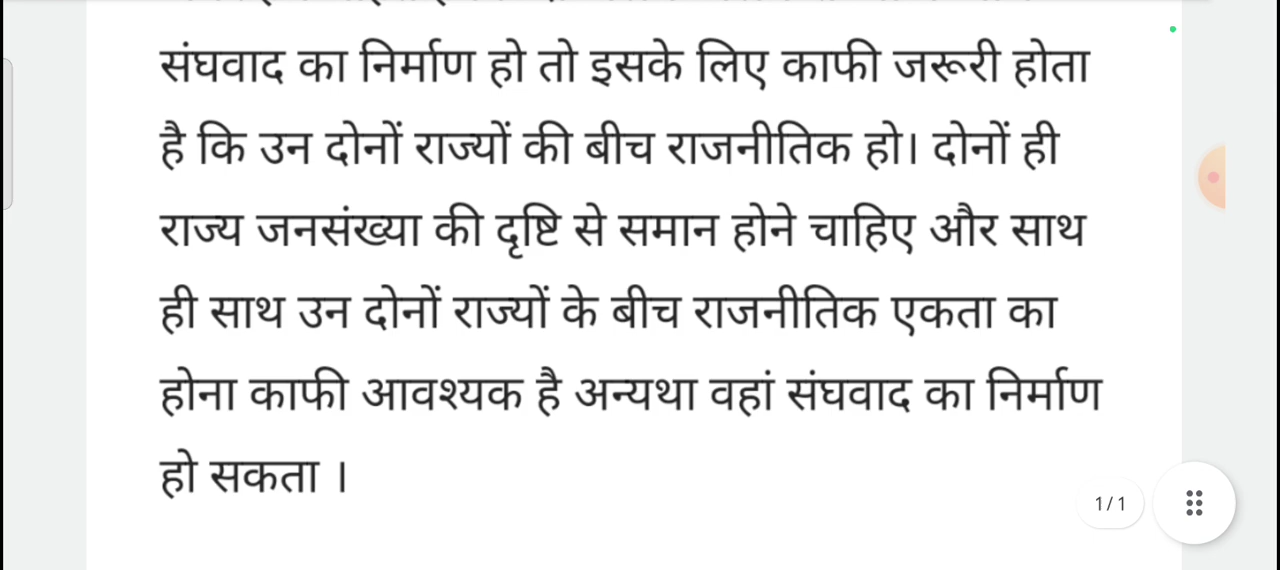 संघवाद का निर्माण हो तो इसके लिए काफी जरूरी होता
है कि उन दोनों राज्यों की बीच राजनीतिक हो। दोनों ही
राज्य जनसंख्या की दृष्टि से समान होने चाहिए और साथ
ही साथ उन दोनों राज्यों के बीच राजनीतिक एकता का
होना काफी आवश्यक है अन्यथा वहां संघवाद का निर्माण
हो सकता ।
1/1